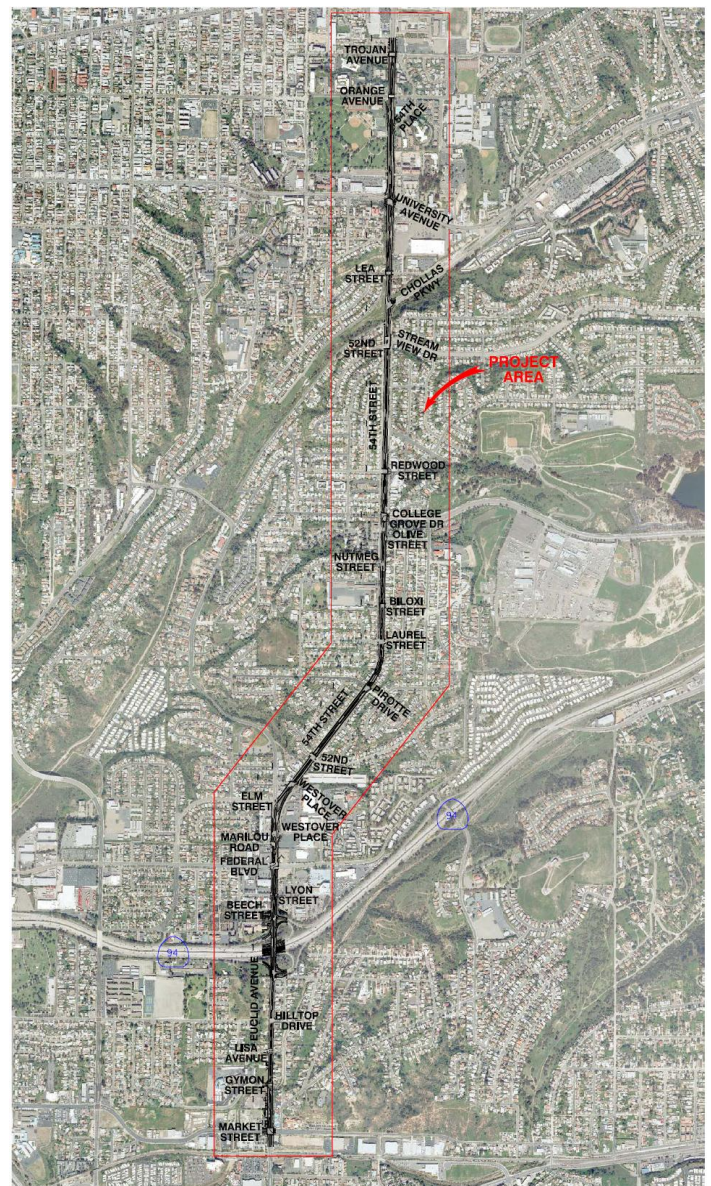 TROJAN
AVENUE
ORANGE
AVENUE
54TH
PLACE
UNIVERSITY
AVENUE
LEA
STREET
CHOLLAS
PKWY
52ND
STREET
STREAM
VIEW DR
PROJECT
AREA
54TH STREET
REDWOOD
STREET
COLLEGE
GROVE DR
OLIVE
STREET
NUTMEG
STREET
BILOXI
STREET
LAUREL
STREET
PIROTTE
DRIVE
54TH STREET
52ND
STREET
WESTOVER
PLACE
ELM
STREET
94
WESTOVER
PLACE
MARILOU
ROAD
FEDERAL
BLVD
LYON
STREET
BEECH
STREET
94
EUCLID AVENUE
HILLTOP
DRIVE
LISA
AVENUE
GYMON
STREET
MARKET
STREET